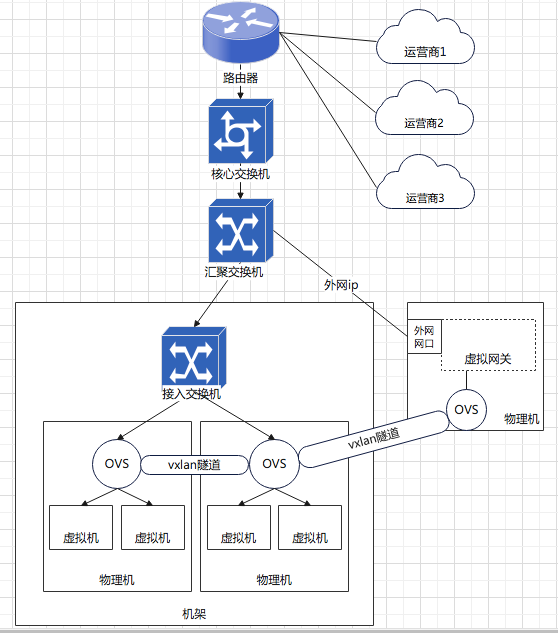 运营商1
路由器
运营商2
核心交换机
运营商3
汇聚交换机
外网ip
外网
网口
虚拟网关
接入交换机
OVS
物理机
vxlan隧道
OVS
vxlan隧道
OVS
虚拟机
虚拟机
虚拟机
虚拟机
物理机
物理机
机架